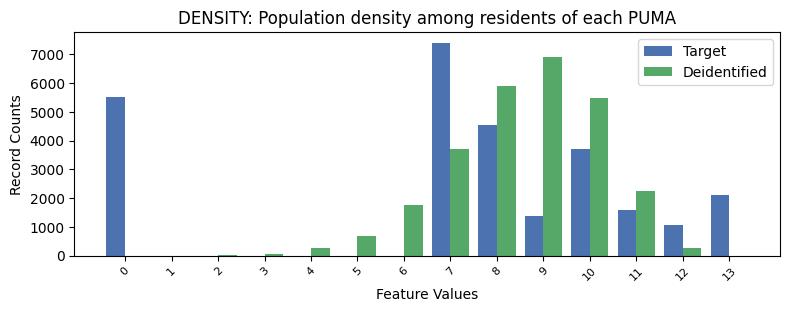 DENSITY: Population density among residents of each PUMA
Target
Deidentified
Record Counts
7000
6000
5000
4000
3000
2000
1000
0
0 1 2 3 4 5 6 7 8 9 10 11 12 13
Feature Values